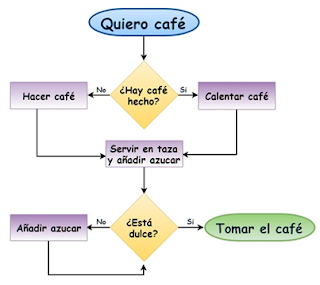 Quiero café
¿Hay café
hecho?
No
Si
Hacer café
Calentar café
Servir en taza
y añadir azucar
¿Está
dulce?
No
Si
Añadir azucar
Tomar el café